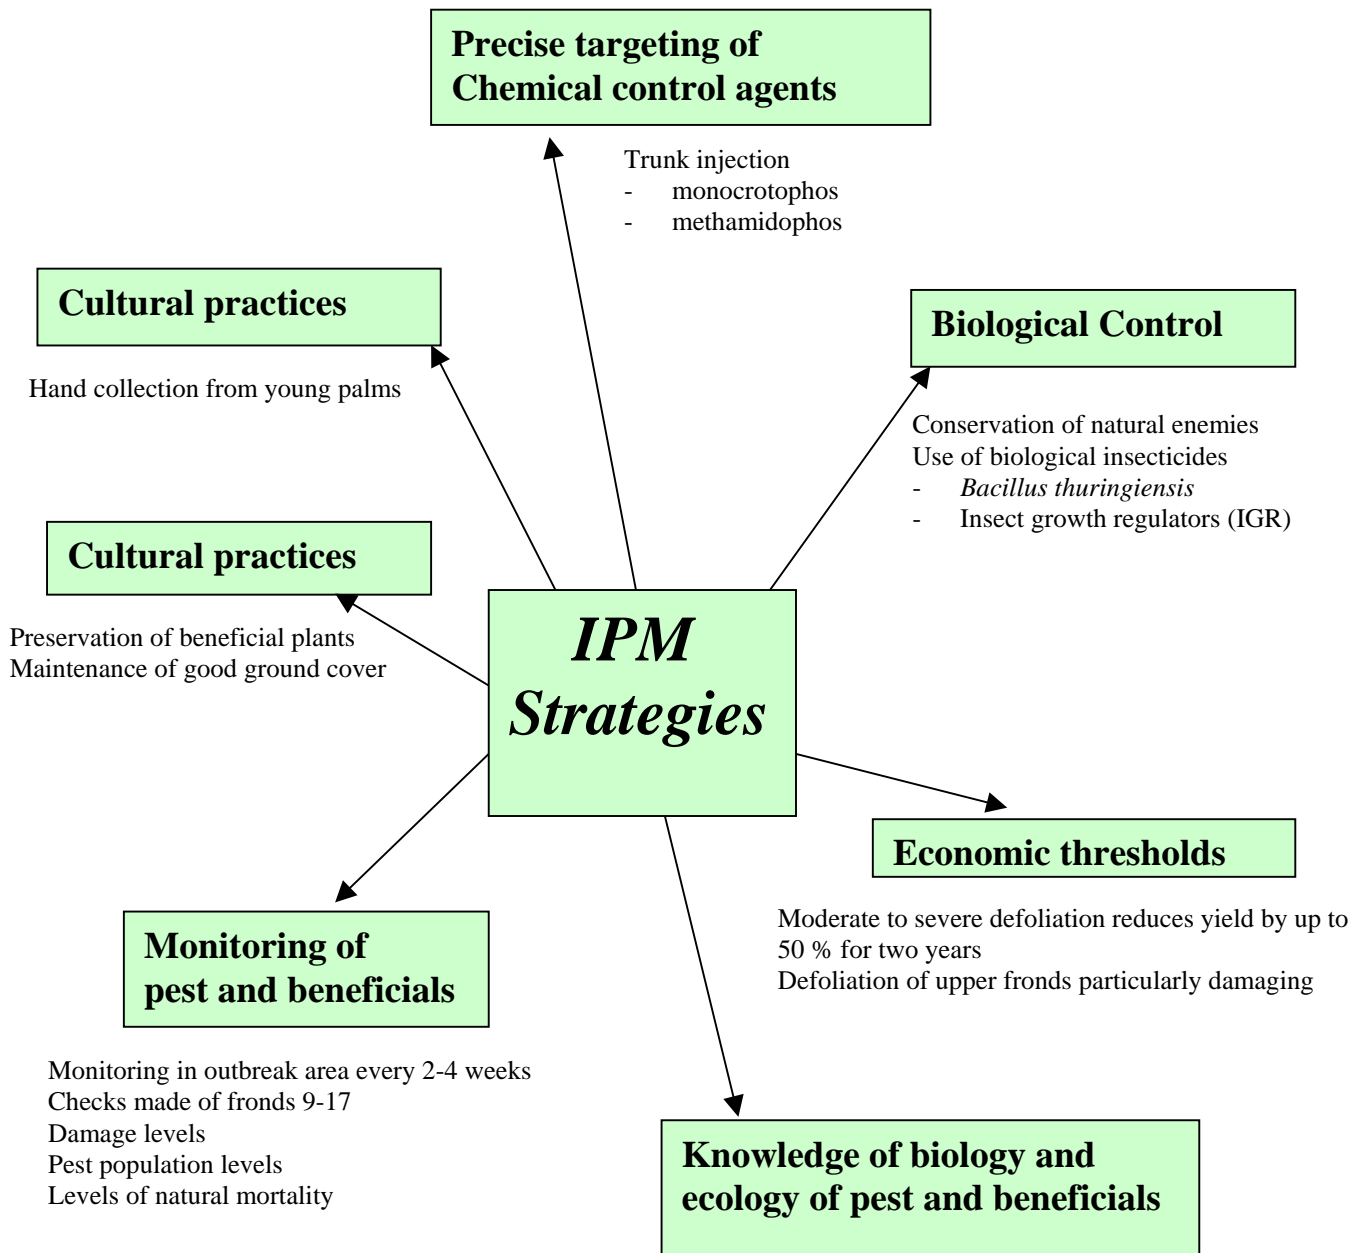 Precise targeting of
Chemical control agents
Trunk injection
- monocrotophos
- methamidophos
Cultural practices
Hand collection from young palms
Biological Control
Conservation of natural enemies
Use of biological insecticides
- Bacillus thuringiensis
- Insect growth regulators (IGR)
Cultural practices
Preservation of beneficial plants
Maintenance of good ground cover
IPM
Strategies
Economic thresholds
Moderate to severe defoliation reduces yield by up to
50 % for two years
Defoliation of upper fronds particularly damaging
Monitoring of
pest and beneficials
Monitoring in outbreak area every 2-4 weeks
Checks made of fronds 9-17
Damage levels
Pest population levels
Levels of natural mortality
Knowledge of biology and
ecology of pest and beneficials